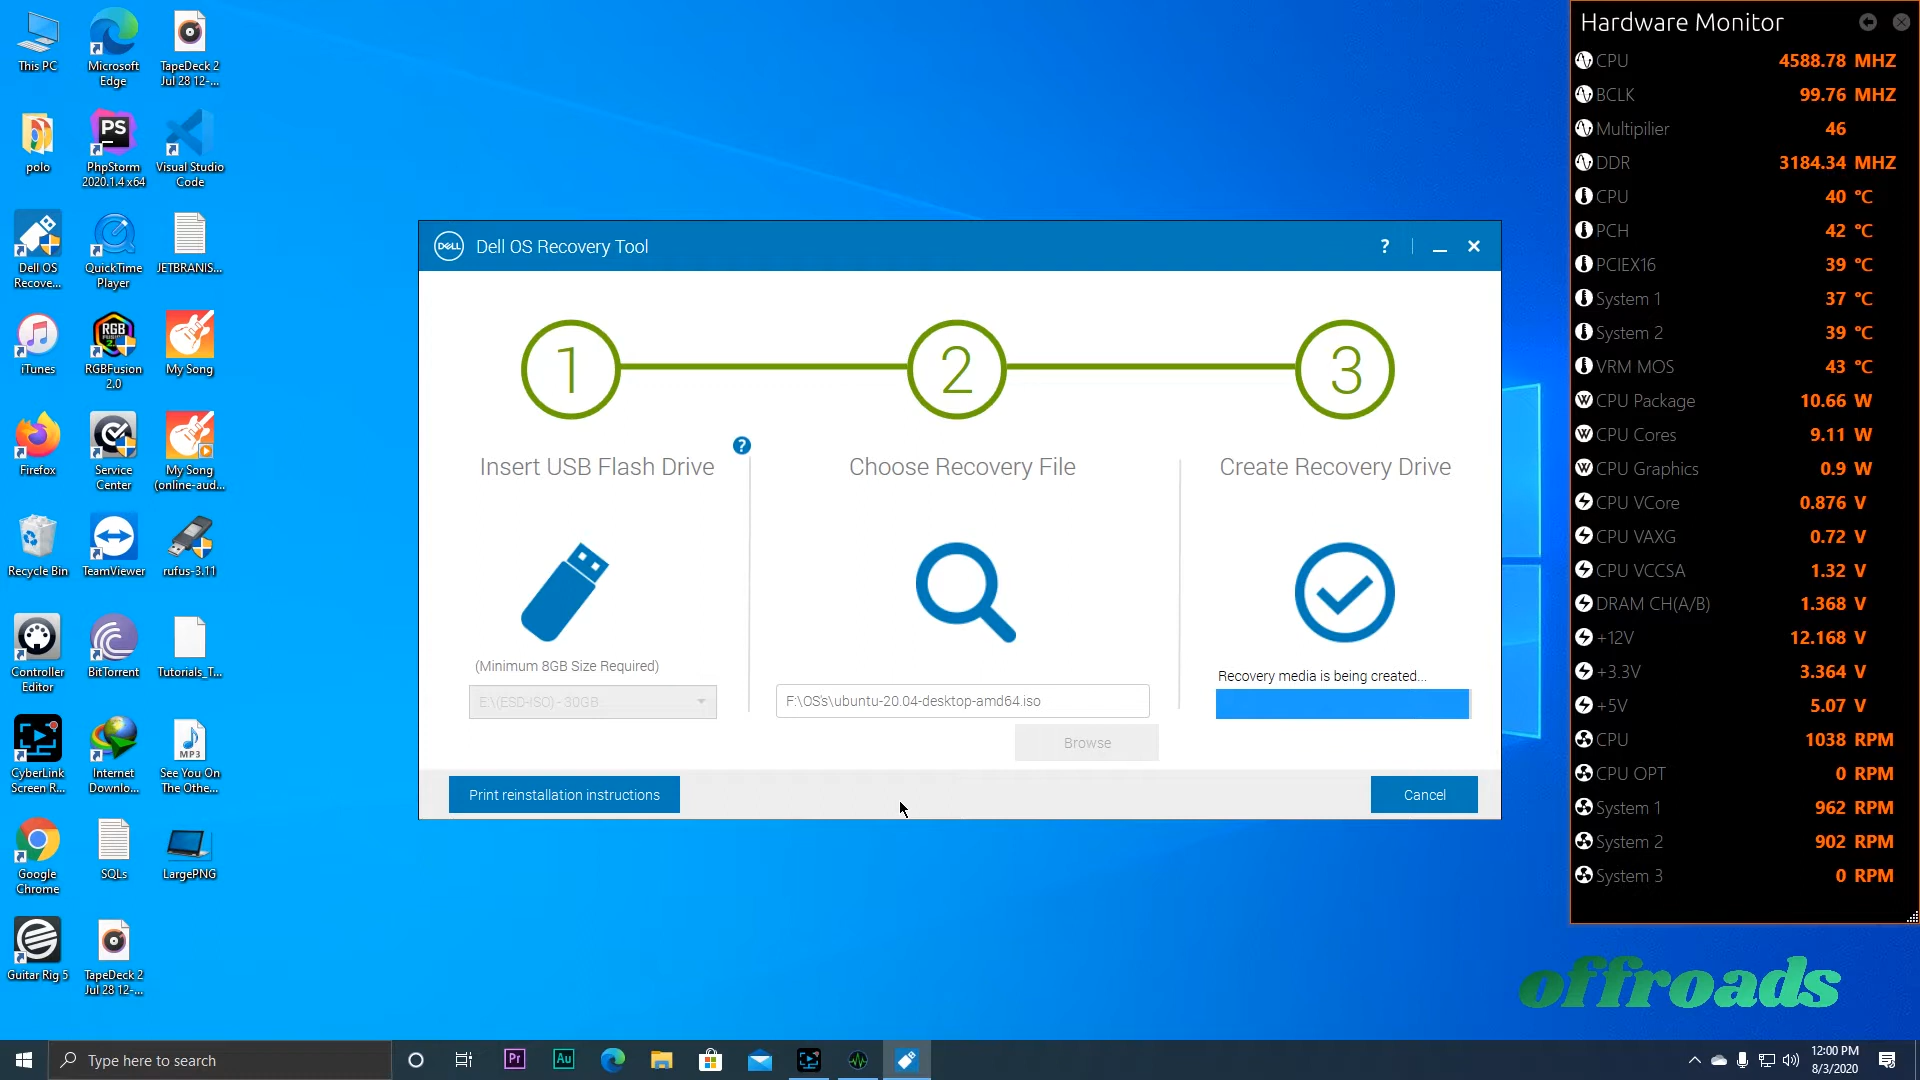 This PC
Microsoft
Edge
TapeDeck 2
Jul 28 12-...
polo
PS
PhpStorm
2020.1.4 x64
Visual Studio
Code
Dell OS
Recove...
QuickTime
Player
JETBRANIS...
iTunes
RGB
RGBFusion
2.0
My Song
Firefox
Service
Center
My Song
(online-aud...
Recycle Bin
TeamViewer
rufus-3.11
Controller
Editor
BitTorrent
Tutorials_T...
CyberLink
Screen R...
Internet
Downlo...
MP3
See You On
The Othe...
Google
Chrome
SQLs
LargePNG
Guitar Rig 5
TapeDeck 2
Jul 28 12-...
DELL
Dell OS Recovery Tool
?
1
2
3
?
Insert USB Flash Drive
Choose Recovery File
Create Recovery Drive
(Minimum 8GB Size Required)
E:\(ESD-ISO) - 30GB
F:\OS's\ubuntu-20.04-desktop-amd64.iso
Browse
Recovery media is being created...
Print reinstallation instructions
Cancel
Hardware Monitor
CPU 4588.78 MHZ
BCLK 99.76 MHZ
Multipilier 46
DDR 3184.34 MHZ
CPU 40 °C
PCH 42 °C
PCIEX16 39 °C
System 1 37 °C
System 2 39 °C
VRM MOS 43 °C
CPU Package 10.66 W
CPU Cores 9.11 W
CPU Graphics 0.9 W
CPU VCore 0.876 V
CPU VAXG 0.72 V
CPU VCCSA 1.32 V
DRAM CH(A/B) 1.368 V
+12V 12.168 V
+3.3V 3.364 V
+5V 5.07 V
CPU 1038 RPM
CPU OPT 0 RPM
System 1 962 RPM
System 2 902 RPM
System 3 0 RPM
offroads
Type here to search
Pr
Au
12:00 PM
8/3/2020